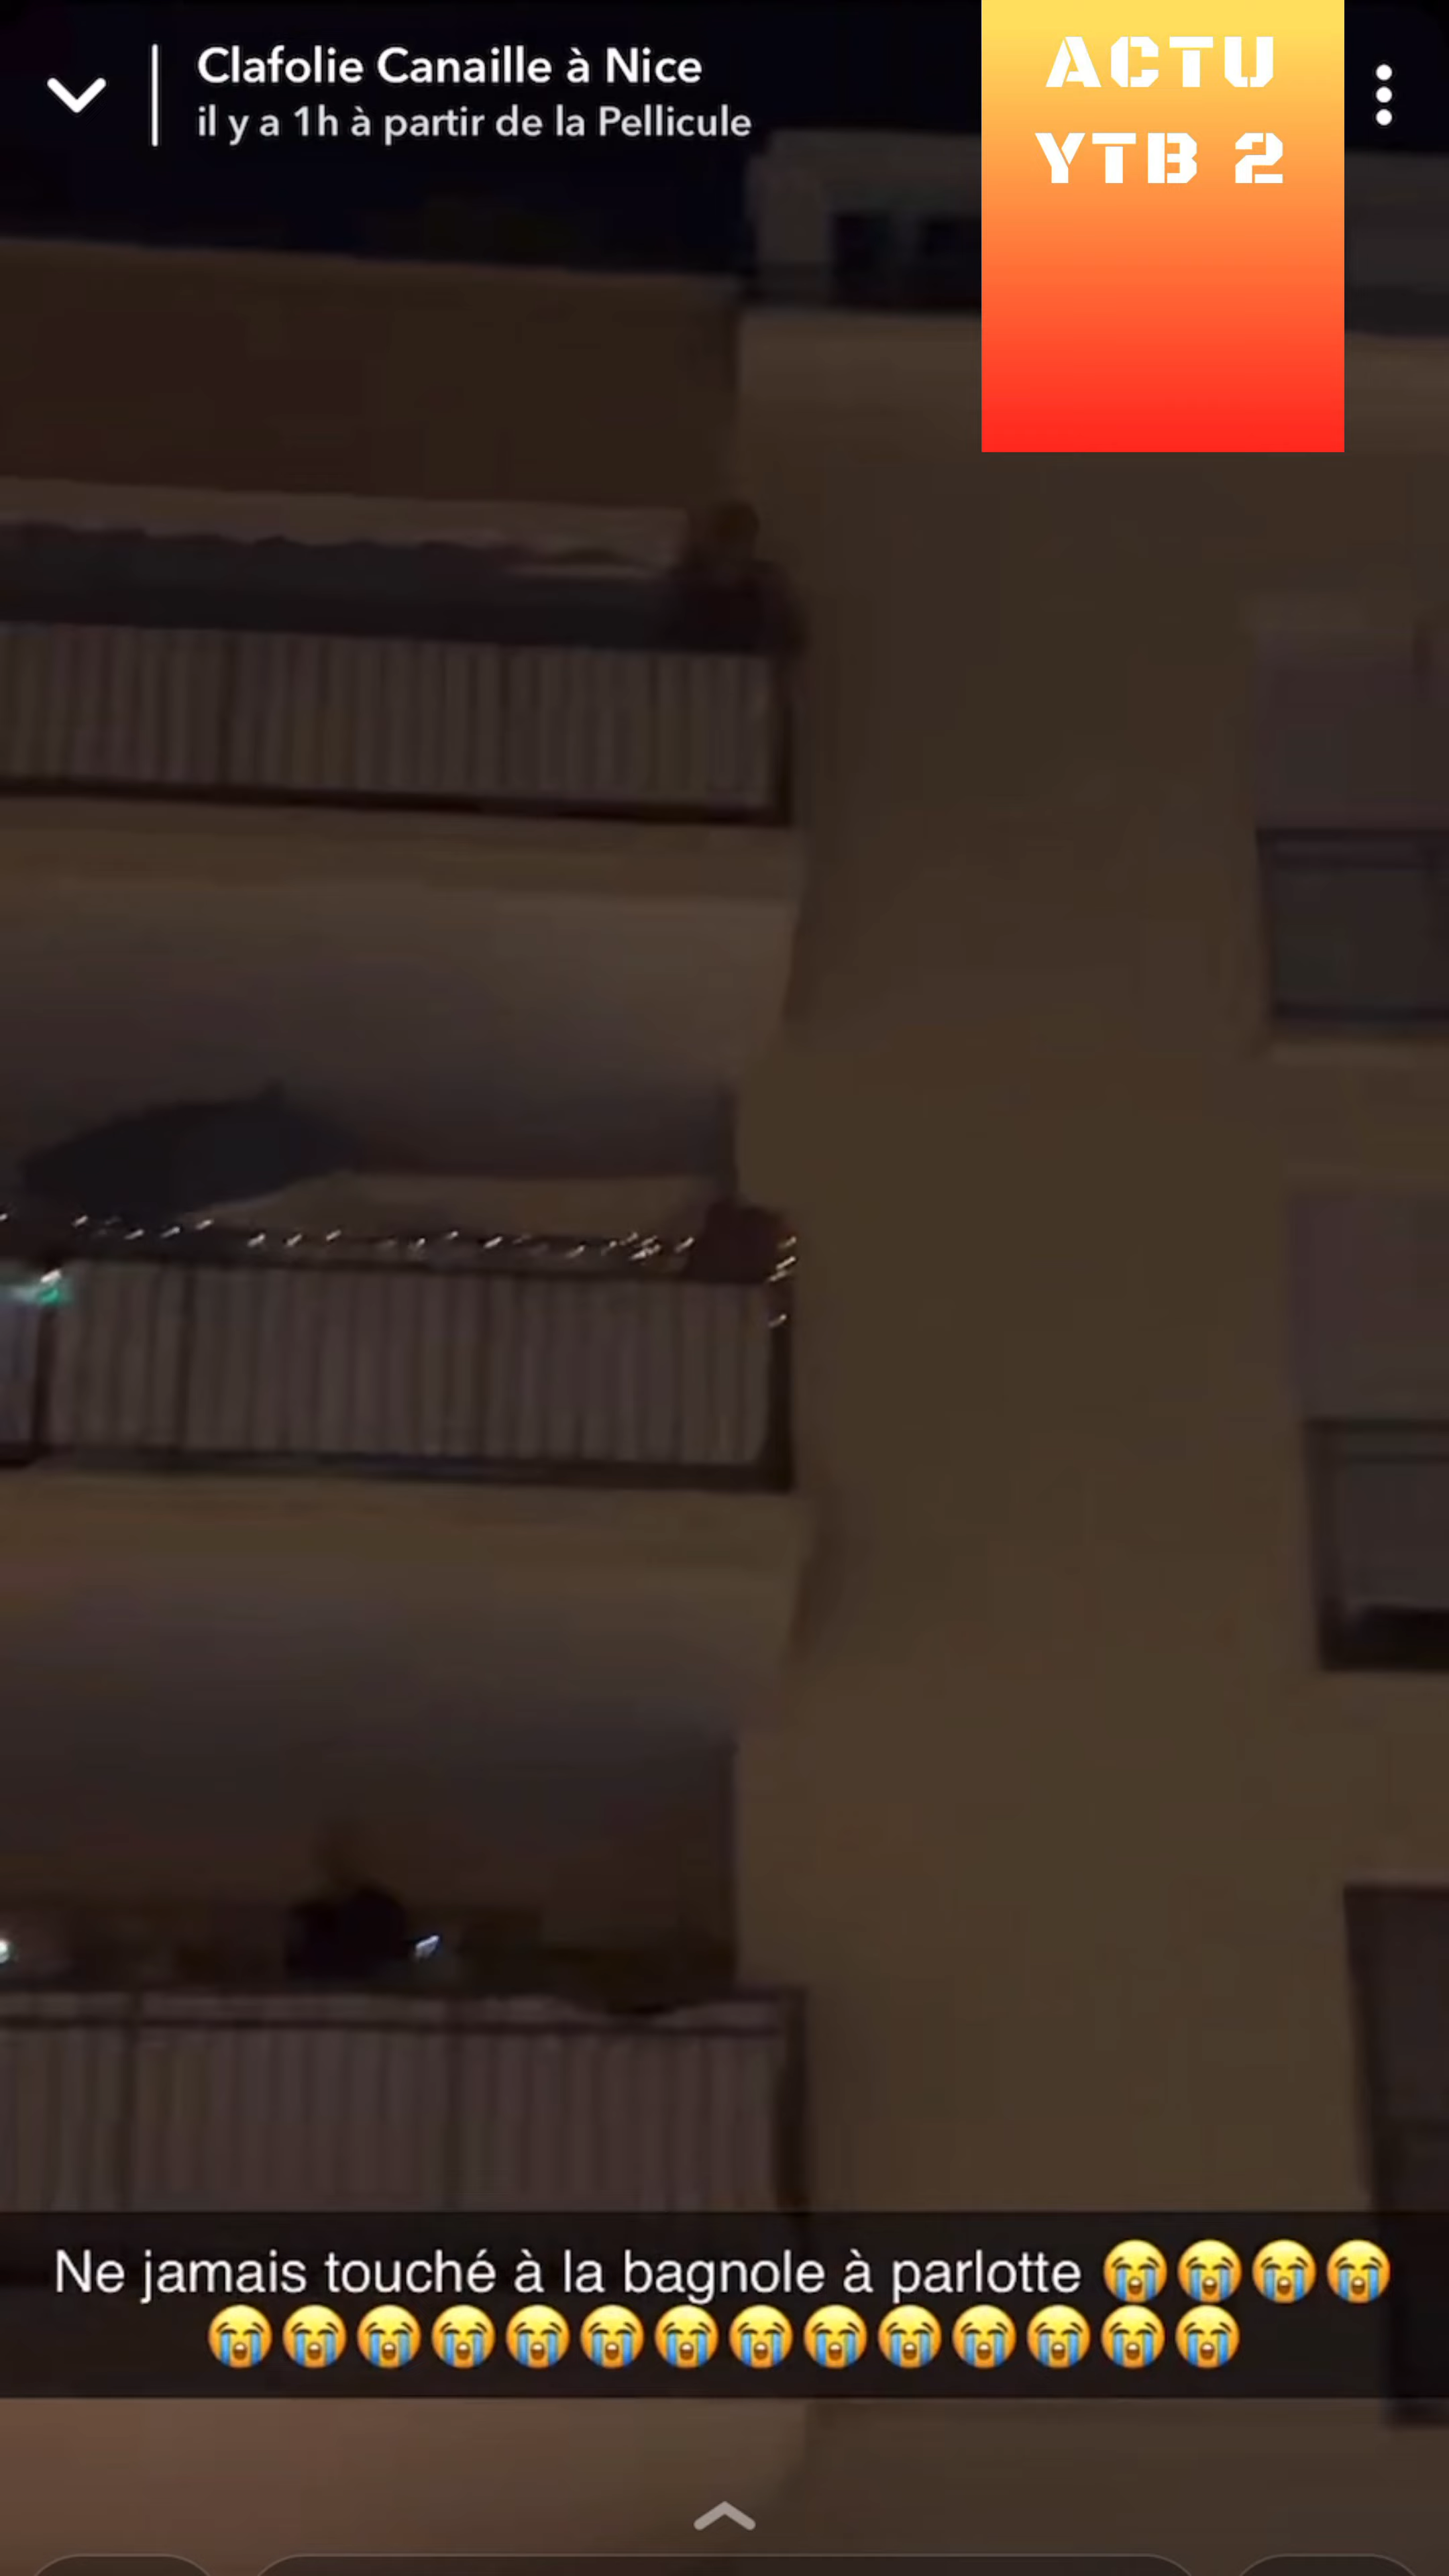 Clafolie Canaille à Nice
il y a 1h à partir de la Pellicule
ACTU
YTB 2
Ne jamais touché à la bagnole à parlotte 😭😭😭😭
😭😭😭😭😭😭😭😭😭😭😭😭😭😭